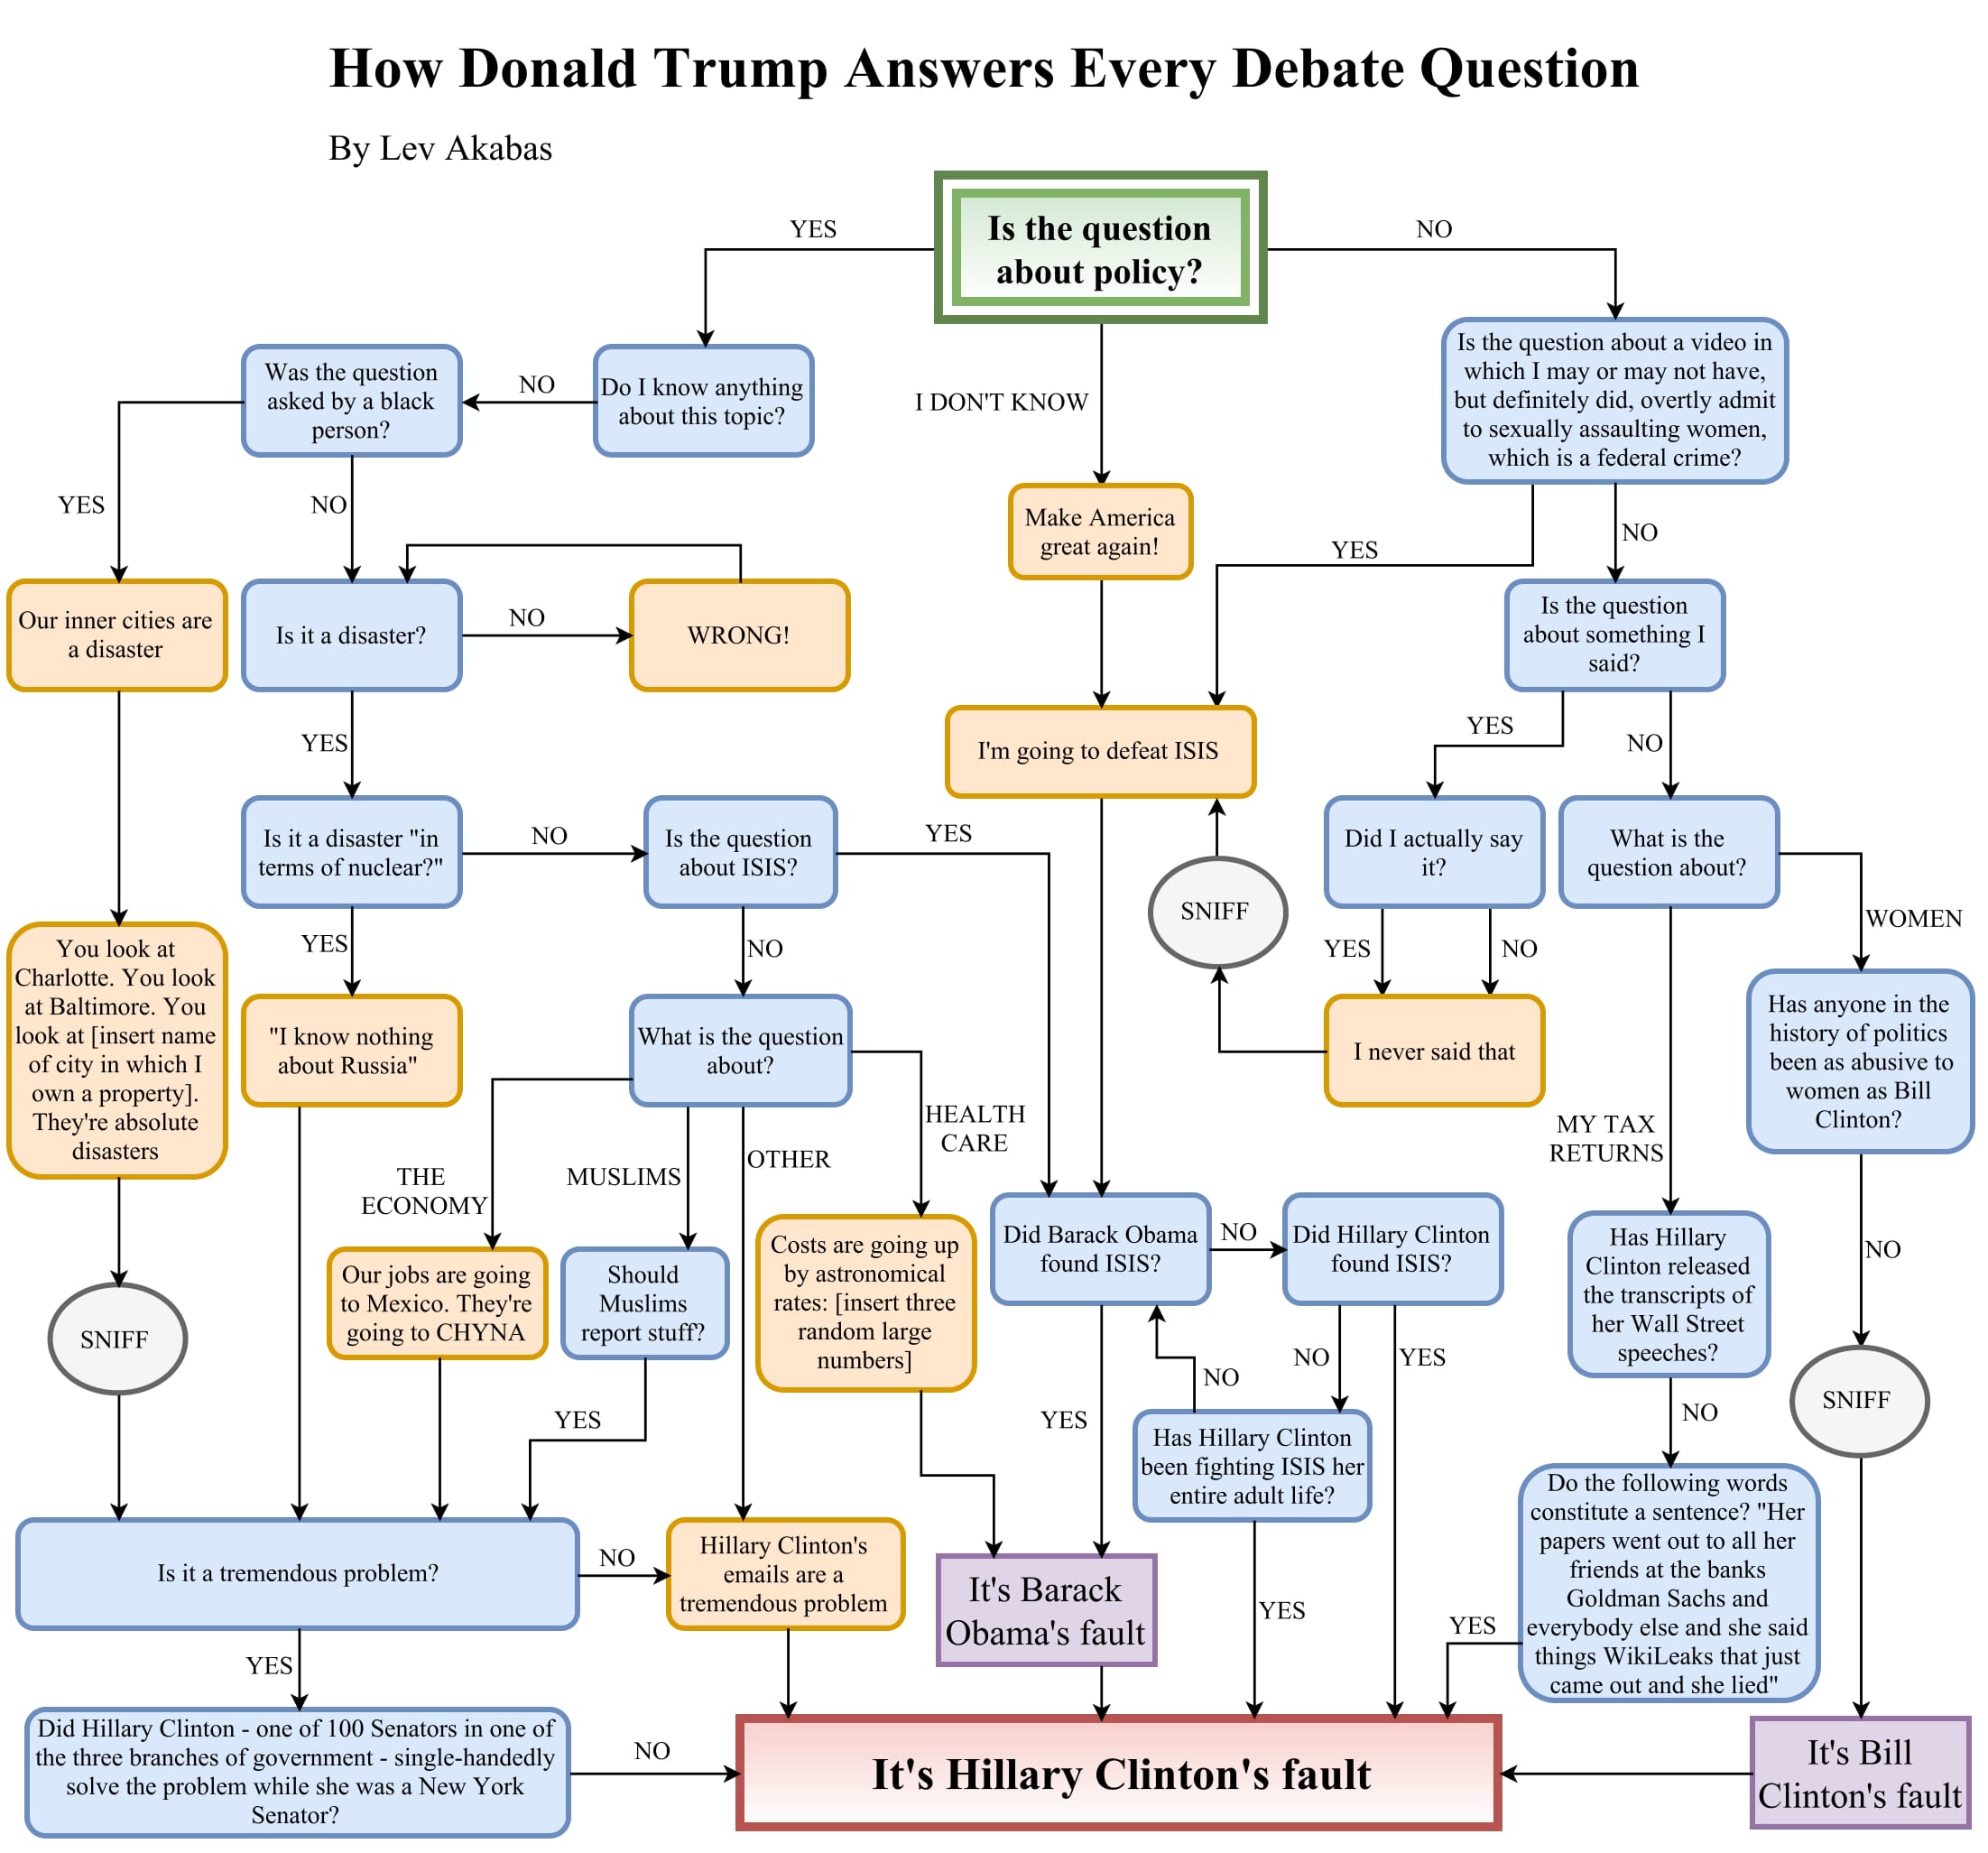 How Donald Trump Answers Every Debate Question
By Lev Akabas
Is the question
about policy?
YES
NO
I DON'T KNOW
Do I know anything
about this topic?
NO
Was the question
asked by a black
person?
YES
NO
Is the question about a video in
which I may or may not have,
but definitely did, overtly admit
to sexually assaulting women,
which is a federal crime?
YES
NO
Make America
great again!
Our inner cities are
a disaster
Is it a disaster?
NO
WRONG!
YES
Is the question
about something I
said?
YES
NO
I'm going to defeat ISIS
Is it a disaster "in
terms of nuclear?"
NO
YES
Is the question
about ISIS?
YES
NO
SNIFF
Did I actually say
it?
YES
NO
What is the
question about?
WOMEN
MY TAX
RETURNS
You look at
Charlotte. You look
at Baltimore. You
look at [insert name
of city in which I
own a property].
They're absolute
disasters
"I know nothing
about Russia"
What is the question
about?
THE
ECONOMY
MUSLIMS
OTHER
HEALTH
CARE
I never said that
Has anyone in the
history of politics
been as abusive to
women as Bill
Clinton?
NO
SNIFF
Our jobs are going
to Mexico. They're
going to CHYNA
Should
Muslims
report stuff?
YES
Costs are going up
by astronomical
rates: [insert three
random large
numbers]
Did Barack Obama
found ISIS?
NO
YES
Did Hillary Clinton
found ISIS?
NO
YES
Has Hillary
Clinton released
the transcripts of
her Wall Street
speeches?
NO
SNIFF
Has Hillary Clinton
been fighting ISIS her
entire adult life?
NO
YES
Do the following words
constitute a sentence? "Her
papers went out to all her
friends at the banks
Goldman Sachs and
everybody else and she said
things WikiLeaks that just
came out and she lied"
YES
Is it a tremendous problem?
NO
YES
Hillary Clinton's
emails are a
tremendous problem
It's Barack
Obama's fault
Did Hillary Clinton - one of 100 Senators in one of
the three branches of government - single-handedly
solve the problem while she was a New York
Senator?
NO
It's Hillary Clinton's fault
It's Bill
Clinton's fault